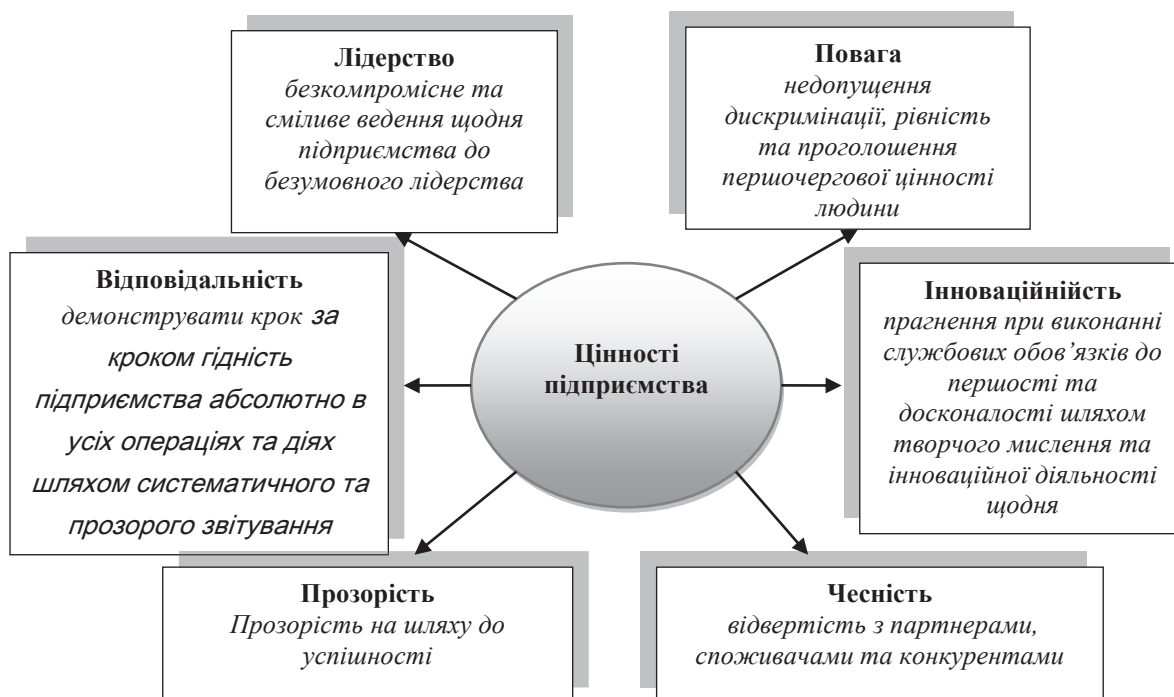 Лідерство
безкомпромісне та
сміливе ведення щодня
підприємства до
безумовного лідерства
Повага
недопущення
дискримінації, рівність
та проголошення
першочергової цінності
людини
Відповідальність
демонструвати крок за
кроком гідність
підприємства абсолютно в
усіх операціях та діях
шляхом систематичного та
прозорого звітування
Цінності
підприємства
Інноваційнійсть
прагнення при виконанні
службових обов’язків до
першості та
досконалості шляхом
творчого мислення та
інноваційної діяльності
щодня
Прозорість
Прозорість на шляху до
успішності
Чесність
відвертість з партнерами,
споживачами та конкурентами